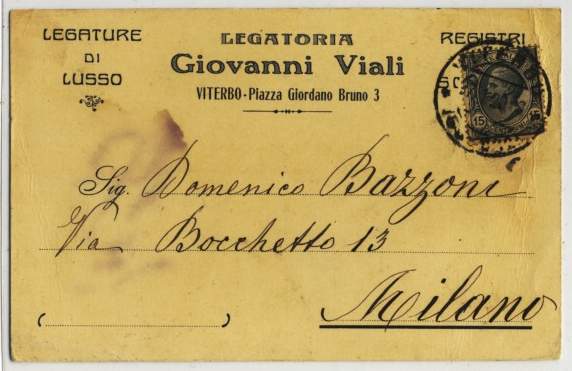 LEGATURE
DI
LUSSO
LEGATORIA
Giovanni Viali
VITERBO - Piazza Giordano Bruno 3
REGISTRI
15 15
Sig. Domenico Bazzoni
Via Bocchetto 13
Milano
( )